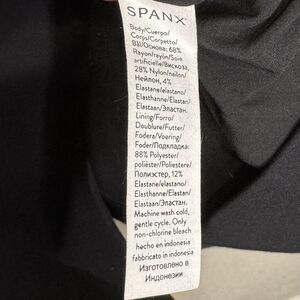 SPANX®
Body/Cuerpo/
Corps/Corpetto/
Bli/Основа: 68%
Rayon/rayón/Soie
artificielle/Вискоза,
28% Nylon/nailon/
Нейлон, 4%
Elastane/elastano/
Elasthanne/Elastan/
Elastaan/Эластан.
Lining/Forro/
Doublure/Futter/
Fodera/Voering/
Foder/Подкладка:
88% Polyester/
poliéster/Poliestere/
Полиэстер, 12%
Elastane/elastano/
Elasthanne/Elastan/
Elastaan/Эластан.
Machine wash cold,
gentle cycle. Only
non-chlorine bleach
hecho en indonesia
fabbricato in indonesia
Изготовлено в
Индонезии